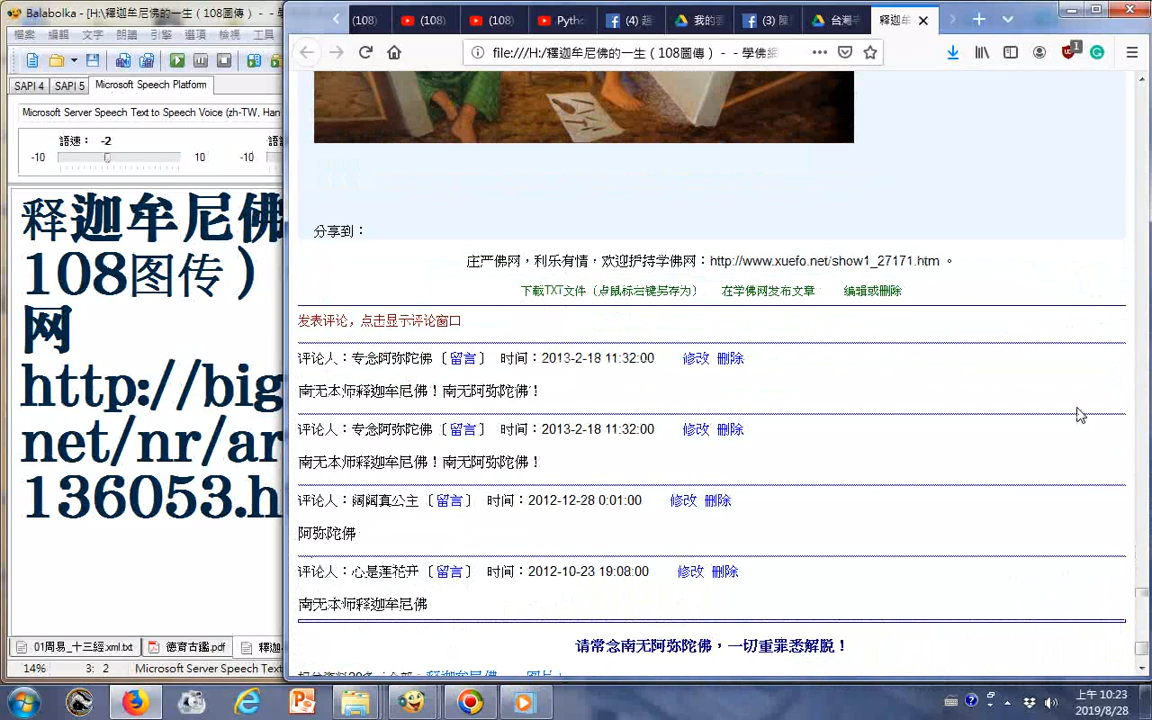 Balabolka - [H:\釋迦牟尼佛的一生（108圖傳）
檔案 編輯 文字 朗讀 引擎 選項 檢視 工具
SAPI 4 SAPI 5 Microsoft Speech Platform
Microsoft Server Speech Text to Speech Voice (zh-TW, Han
語速： -2
-10 10 -10
释迦牟尼佛
108图传）
网
http://big
net/nr/ar
136053.h
01周易_十三經.xml.txt 德育古鑑.pdf 釋迦
14% 3: 2 Microsoft Server Speech Text
(108) (108) (108) Pytho (4) 我的 (3) 台灣 釋迦牟
file:///H:/釋迦牟尼佛的一生（108圖傳）- - 學佛網
1
分享到：
庄严佛网，利乐有情，欢迎护持学佛网：http://www.xuefo.net/show1_27171.htm 。
下载TXT文件（点鼠标右键另存为） 在学佛网发布文章 编辑或删除
发表评论，点击显示评论窗口
评论人：专念阿弥陀佛〔留言〕 时间：2013-2-18 11:32:00 修改 删除
南无本师释迦牟尼佛！南无阿弥陀佛！
评论人：专念阿弥陀佛〔留言〕 时间：2013-2-18 11:32:00 修改 删除
南无本师释迦牟尼佛！南无阿弥陀佛！
评论人：阔阔真公主〔留言〕 时间：2012-12-28 0:01:00 修改 删除
阿弥陀佛
评论人：心是莲花开〔留言〕 时间：2012-10-23 19:08:00 修改 删除
南无本师释迦牟尼佛
请常念南无阿弥陀佛，一切重罪悉解脱！
上午 10:23
2019/8/28